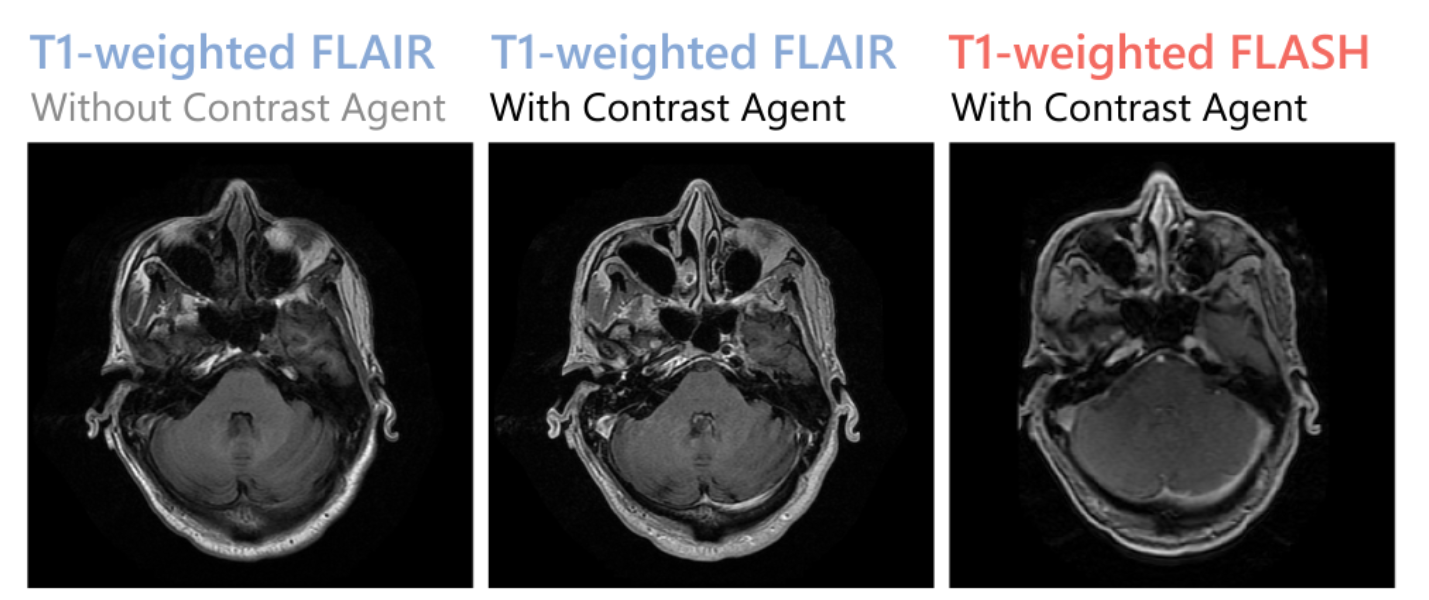 T1-weighted FLAIR
Without Contrast Agent
T1-weighted FLAIR
With Contrast Agent
T1-weighted FLASH
With Contrast Agent